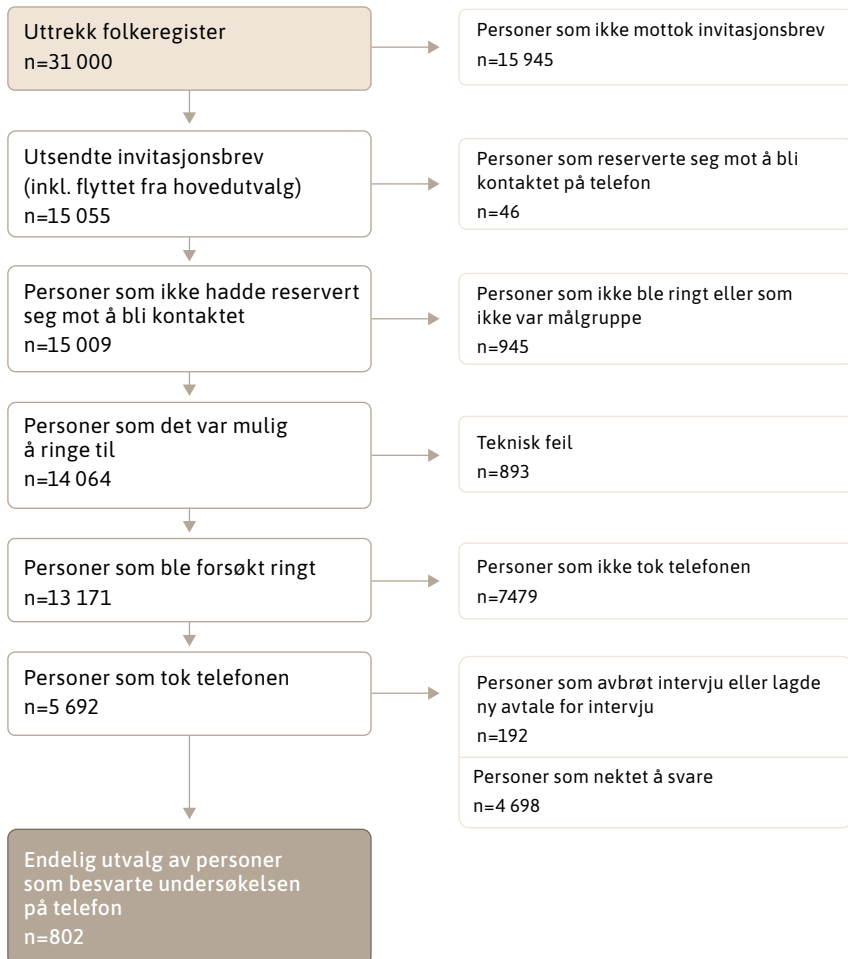 Uttrekk folkeregister
n=31 000
Personer som ikke mottok invitasjonsbrev
n=15 945
Utsendte invitasjonsbrev
(inkl. flyttet fra hovedutvalg)
n=15 055
Personer som reserverte seg mot å bli
kontaktet på telefon
n=46
Personer som ikke hadde reservert
seg mot å bli kontaktet
n=15 009
Personer som ikke ble ringt eller som
ikke var målgruppe
n=945
Personer som det var mulig
å ringe til
n=14 064
Teknisk feil
n=893
Personer som ble forsøkt ringt
n=13 171
Personer som ikke tok telefonen
n=7479
Personer som tok telefonen
n=5 692
Personer som avbrøt intervju eller lagde
ny avtale for intervju
n=192
Personer som nektet å svare
n=4 698
Endelig utvalg av personer
som besvarte undersøkelsen
på telefon
n=802